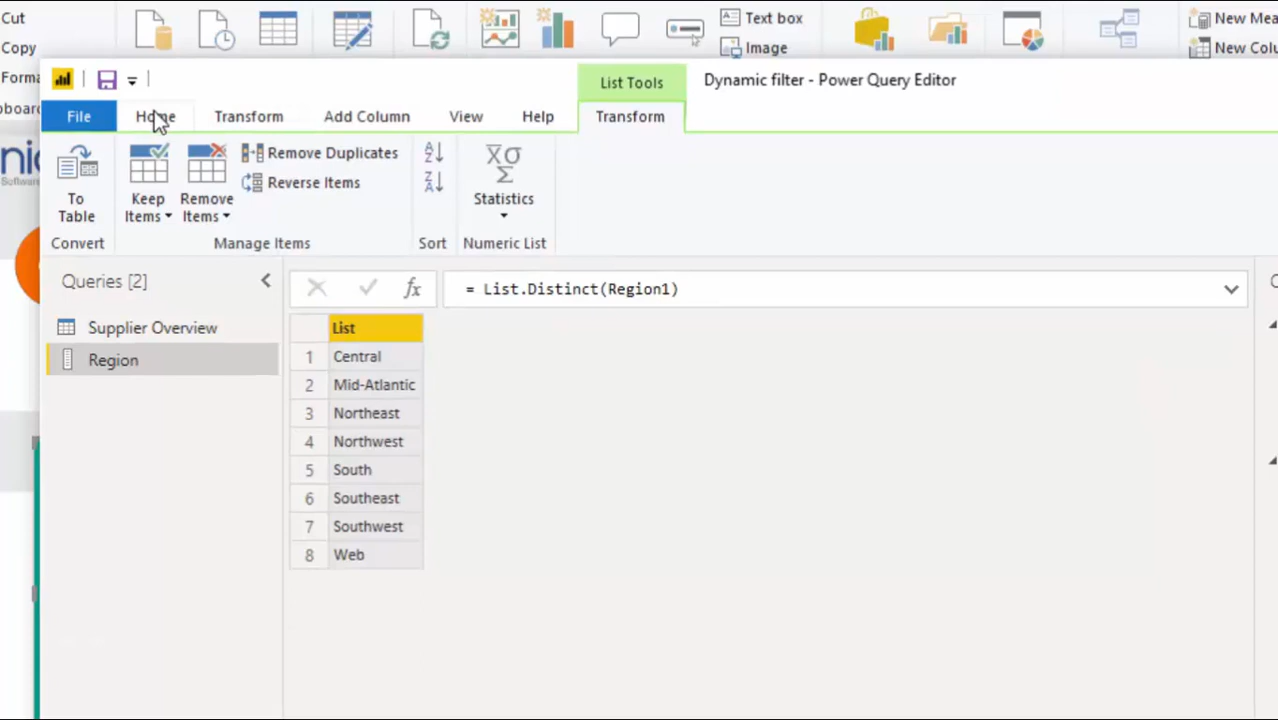 Cut
Copy
Text box
Image
New Mea
New Colu
List Tools
Dynamic filter - Power Query Editor
File
Home
Transform
Add Column
View
Help
Transform
To
Table
Keep
Items
Remove
Items
Remove Duplicates
Reverse Items
Statistics
Convert
Manage Items
Sort
Numeric List
Queries [2]
fx
= List.Distinct(Region1)
Supplier Overview
Region
List
1 Central
2 Mid-Atlantic
3 Northeast
4 Northwest
5 South
6 Southeast
7 Southwest
8 Web